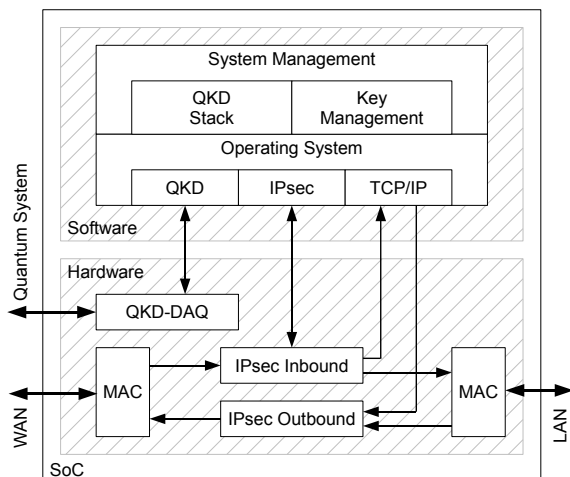 System Management
QKD
Stack
Key
Management
Operating System
QKD
IPsec
TCP/IP
Software
Quantum System
Hardware
QKD-DAQ
MAC
IPsec Inbound
MAC
IPsec Outbound
WAN
LAN
SoC